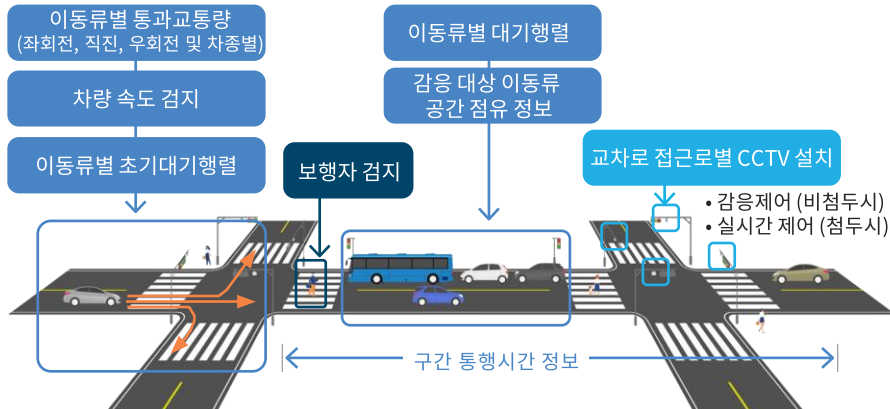 이동류별 통과교통량
(좌회전, 직진, 우회전 및 차종별)
차량 속도 검지
이동류별 초기대기행렬
보행자 검지
이동류별 대기행렬
감응 대상 이동류
공간 점유 정보
교차로 접근로별 CCTV 설치
• 감응제어 (비첨두시)
• 실시간 제어 (첨두시)
구간 통행시간 정보